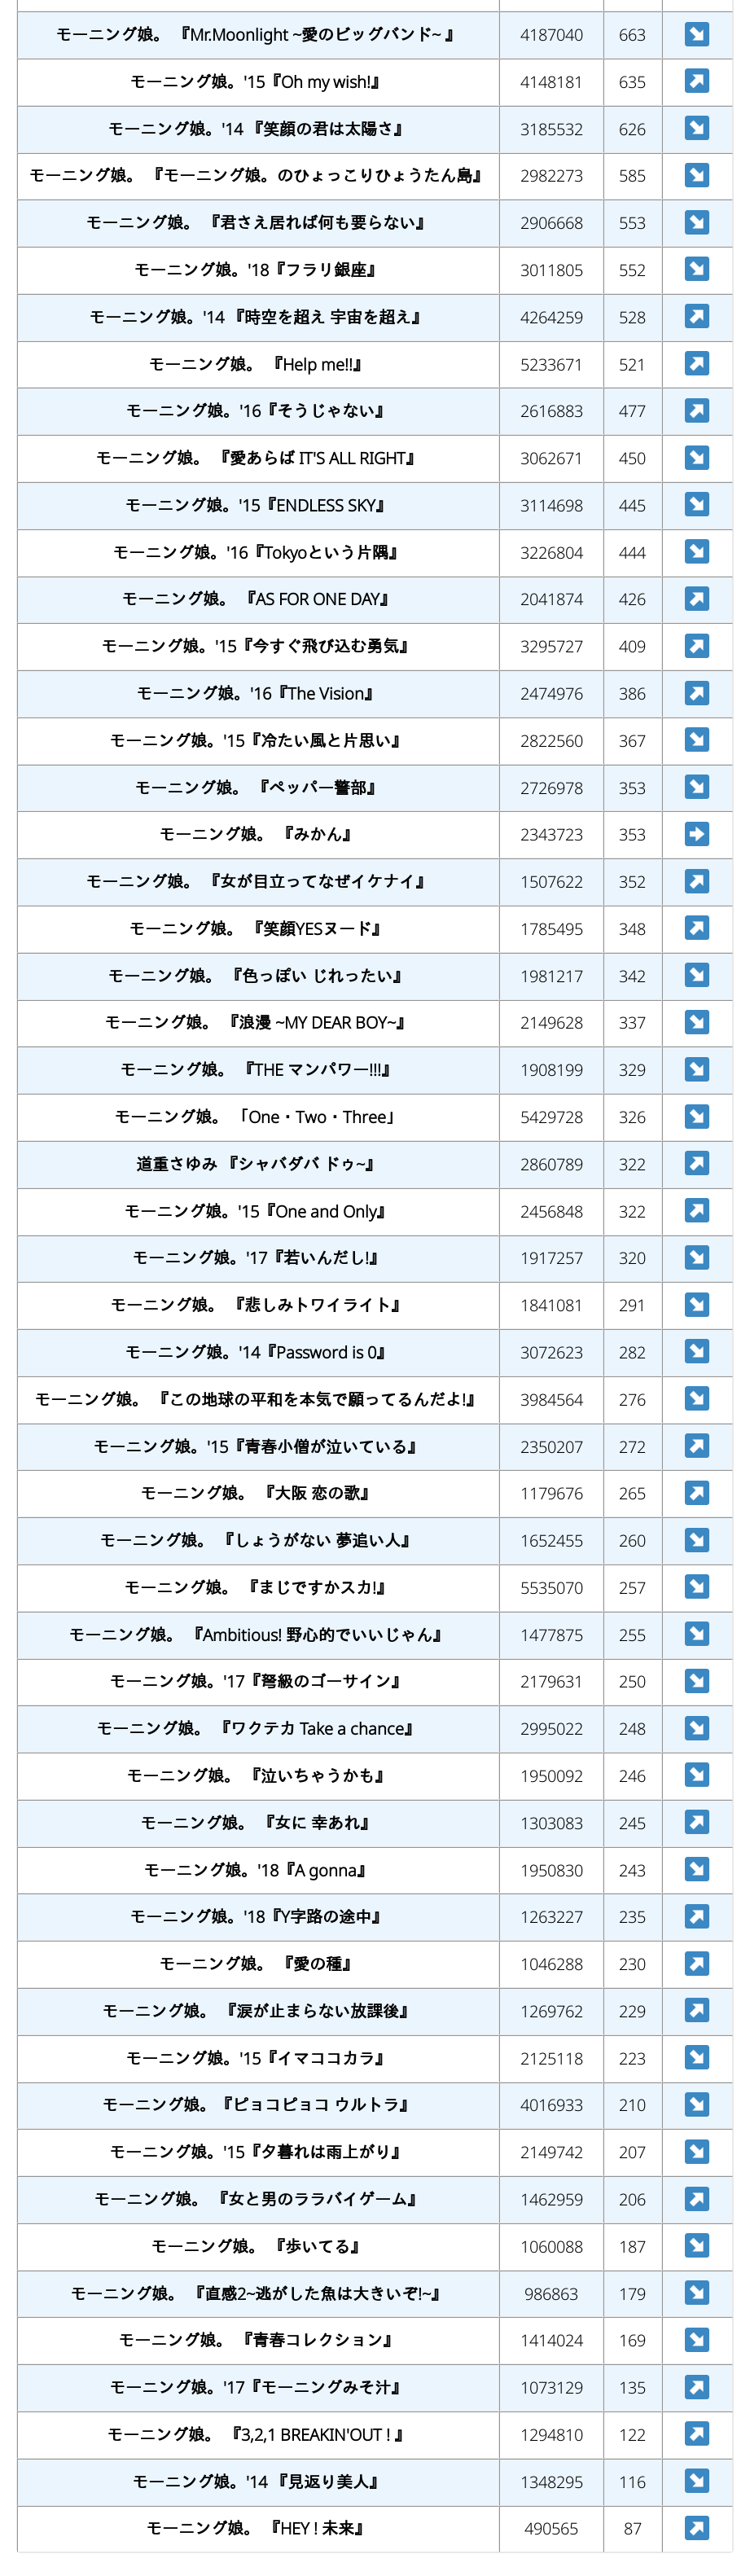 モーニング娘。 『Mr.Moonlight ~愛のビッグバンド~ 』 4187040 663 ↘
モーニング娘。'15『Oh my wish!』 4148181 635 ↗
モーニング娘。'14 『笑顔の君は太陽さ』 3185532 626 ↘
モーニング娘。 『モーニング娘。のひょっこりひょうたん島』 2982273 585 ↘
モーニング娘。 『君さえ居れば何も要らない』 2906668 553 ↘
モーニング娘。'18『フラリ銀座』 3011805 552 ↘
モーニング娘。'14 『時空を超え 宇宙を超え』 4264259 528 ↗
モーニング娘。 『Help me!!』 5233671 521 ↗
モーニング娘。'16『そうじゃない』 2616883 477 ↗
モーニング娘。 『愛あらば IT'S ALL RIGHT』 3062671 450 ↘
モーニング娘。'15『ENDLESS SKY』 3114698 445 ↘
モーニング娘。'16『Tokyoという片隅』 3226804 444 ↘
モーニング娘。 『AS FOR ONE DAY』 2041874 426 ↗
モーニング娘。'15『今すぐ飛び込む勇気』 3295727 409 ↗
モーニング娘。'16『The Vision』 2474976 386 ↗
モーニング娘。'15『冷たい風と片思い』 2822560 367 ↘
モーニング娘。 『ペッパー警部』 2726978 353 ↘
モーニング娘。 『みかん』 2343723 353 →
モーニング娘。 『女が目立ってなぜイケナイ』 1507622 352 ↗
モーニング娘。 『笑顔YESヌード』 1785495 348 ↗
モーニング娘。 『色っぽい じれったい』 1981217 342 ↘
モーニング娘。 『浪漫 ~MY DEAR BOY~』 2149628 337 ↘
モーニング娘。 『THE マンパワー!!!』 1908199 329 ↘
モーニング娘。 「One・Two・Three」 5429728 326 ↘
道重さゆみ 『シャバダバ ドゥ~』 2860789 322 ↗
モーニング娘。'15『One and Only』 2456848 322 ↗
モーニング娘。'17『若いんだし!』 1917257 320 ↘
モーニング娘。 『悲しみトワイライト』 1841081 291 ↘
モーニング娘。'14『Password is 0』 3072623 282 ↘
モーニング娘。 『この地球の平和を本気で願ってるんだよ!』 3984564 276 ↘
モーニング娘。'15『青春小僧が泣いている』 2350207 272 ↗
モーニング娘。 『大阪 恋の歌』 1179676 265 ↗
モーニング娘。 『しょうがない 夢追い人』 1652455 260 ↘
モーニング娘。 『まじですかスカ!』 5535070 257 ↘
モーニング娘。 『Ambitious! 野心的でいいじゃん』 1477875 255 ↘
モーニング娘。'17『弩級のゴーサイン』 2179631 250 ↘
モーニング娘。 『ワクテカ Take a chance』 2995022 248 ↘
モーニング娘。 『泣いちゃうかも』 1950092 246 ↘
モーニング娘。 『女に 幸あれ』 1303083 245 ↗
モーニング娘。'18『A gonna』 1950830 243 ↘
モーニング娘。'18『Y字路の途中』 1263227 235 ↗
モーニング娘。 『愛の種』 1046288 230 ↗
モーニング娘。 『涙が止まらない放課後』 1269762 229 ↗
モーニング娘。'15『イマココカラ』 2125118 223 ↘
モーニング娘。『ピョコピョコ ウルトラ』 4016933 210 ↘
モーニング娘。'15『夕暮れは雨上がり』 2149742 207 ↘
モーニング娘。 『女と男のララバイゲーム』 1462959 206 ↗
モーニング娘。 『歩いてる』 1060088 187 ↘
モーニング娘。 『直感2~逃がした魚は大きいぞ!~』 986863 179 ↘
モーニング娘。 『青春コレクション』 1414024 169 ↘
モーニング娘。'17『モーニングみそ汁』 1073129 135 ↗
モーニング娘。 『3,2,1 BREAKIN'OUT ! 』 1294810 122 ↗
モーニング娘。'14 『見返り美人』 1348295 116 ↘
モーニング娘。 『HEY ! 未来』 490565 87 ↗